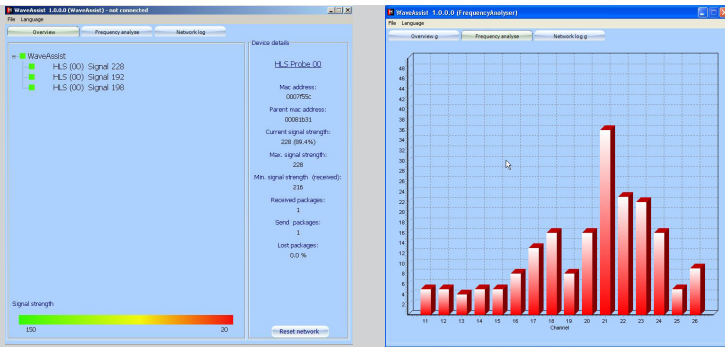 WaveAssist 1.0.0.0 (WaveAssist) - not connected
File Language
Overview Frequency analyse Network log
WaveAssist
HLS (00) Signal 228
HLS (00) Signal 192
HLS (00) Signal 198
Device details
HLS Probe 00
Mac address:
0007f55c
Parent mac address:
00081b31
Current signal strength:
228 (89.4%)
Max. signal strength:
228
Min. signal strength (received):
216
Received packages:
1
Send packages:
1
Lost packages:
0.0 %
Signal strength
150 20
Reset network
WaveAssist 1.0.0.0 (FrequencyAnalyser)
File Language
Overview g Frequency analyse Network log g
48
46
44
42
40
38
36
34
32
30
28
26
24
22
20
18
16
14
12
10
8
6
4
2
11 12 13 14 15 16 17 18 19 20 21 22 23 24 25 26
Channel